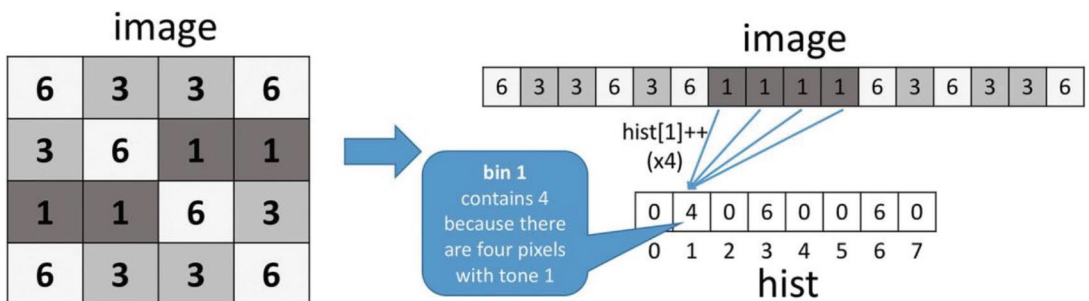 image
6 3 3 6
3 6 1 1
1 1 6 3
6 3 3 6
image
6 3 3 6 3 6 1 1 1 1 6 3 6 3 3 6
hist[1]++
(x4)
bin 1
contains 4
because there
are four pixels
with tone 1
0 4 0 6 0 0 6 0
0 1 2 3 4 5 6 7
hist